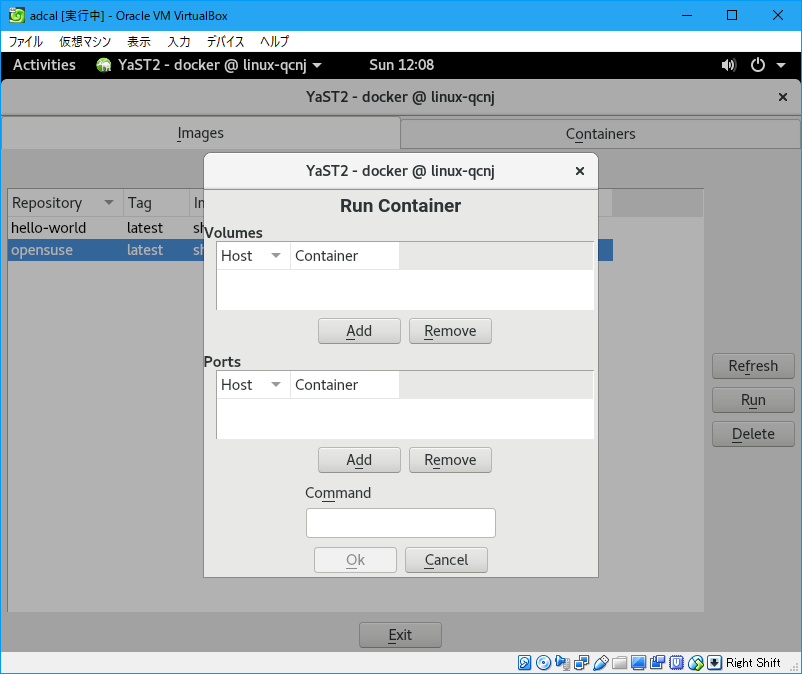 adcal [実行中] - Oracle VM VirtualBox
ファイル 仮想マシン 表示 入力 デバイス ヘルプ
Activities YaST2 - docker @ linux-qcnj Sun 12:08
YaST2 - docker @ linux-qcnj
Images Containers
Repository Tag
hello-world latest
opensuse latest
YaST2 - docker @ linux-qcnj
Run Container
Volumes
Host Container
Add Remove
Ports
Host Container
Add Remove
Command
Ok Cancel
Refresh
Run
Delete
Exit
Right Shift